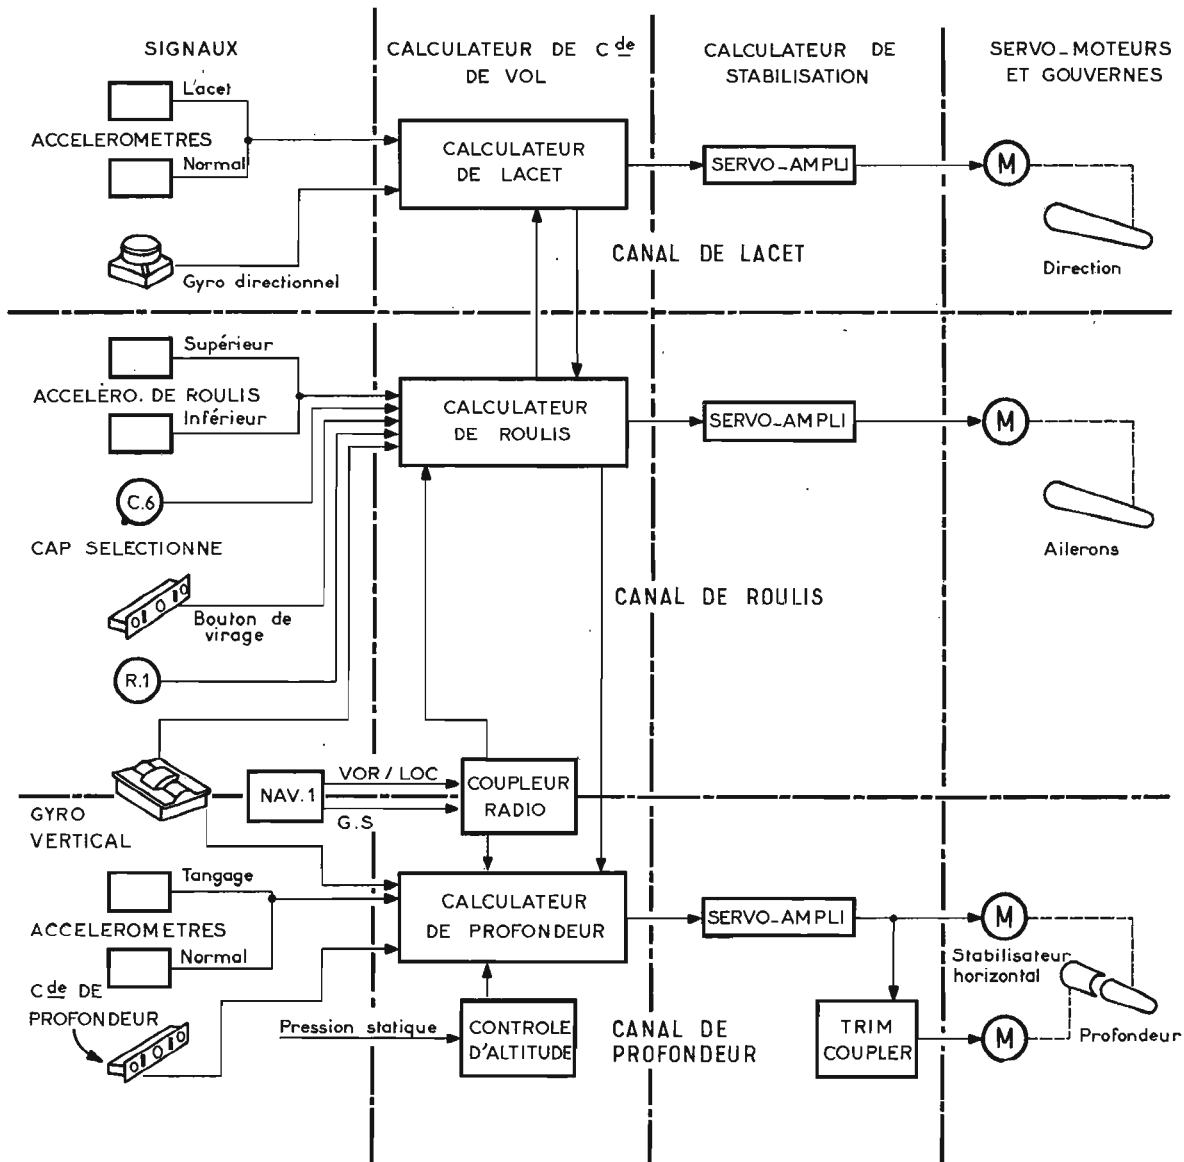 SIGNAUX
CALCULATEUR DE Cde
DE VOL
CALCULATEUR DE
STABILISATION
SERVO_MOTEURS
ET GOUVERNES
L'acet
ACCELEROMETRES
Normal
CALCULATEUR
DE LACET
SERVO_AMPLI
M
Gyro directionnel
CANAL DE LACET
Direction
Supérieur
ACCELÈRO. DE ROULIS
Inférieur
CALCULATEUR
DE ROULIS
SERVO_AMPLI
M
C.6
CAP SELECTIONNE
Ailerons
Bouton de
virage
CANAL DE ROULIS
R.1
GYRO
VERTICAL
NAV.1
VOR / LOC
G.S
COUPLEUR
RADIO
Tangage
ACCELEROMETRES
Normal
CALCULATEUR
DE PROFONDEUR
SERVO_AMPLI
M
Stabilisateur
horizontal
Cde DE
PROFONDEUR
Pression statique
CONTROLE
D'ALTITUDE
CANAL DE
PROFONDEUR
TRIM
COUPLER
M
Profondeur